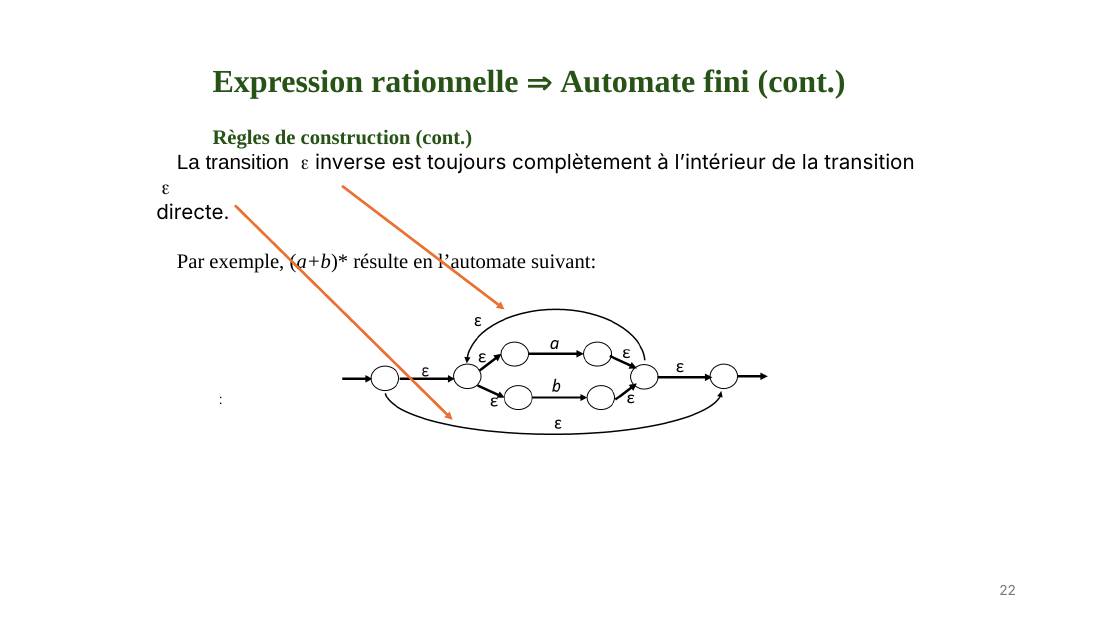 Expression rationnelle ⇒ Automate fini (cont.)
Règles de construction (cont.)
La transition ε inverse est toujours complètement à l’intérieur de la transition
ε
directe.
Par exemple, (a+b)* résulte en l’automate suivant:
ε
a
ε
ε
ε
ε
b
ε
ε
:
ε
22